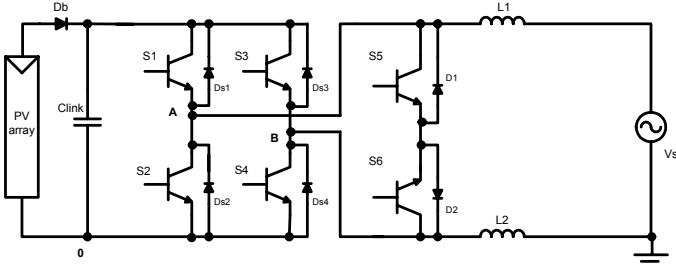 Db
L1
S1
S3
S5
Ds1
Ds3
D1
PV
array
Clink
A
B
Vs
S2
S4
S6
Ds2
Ds4
D2
L2
0